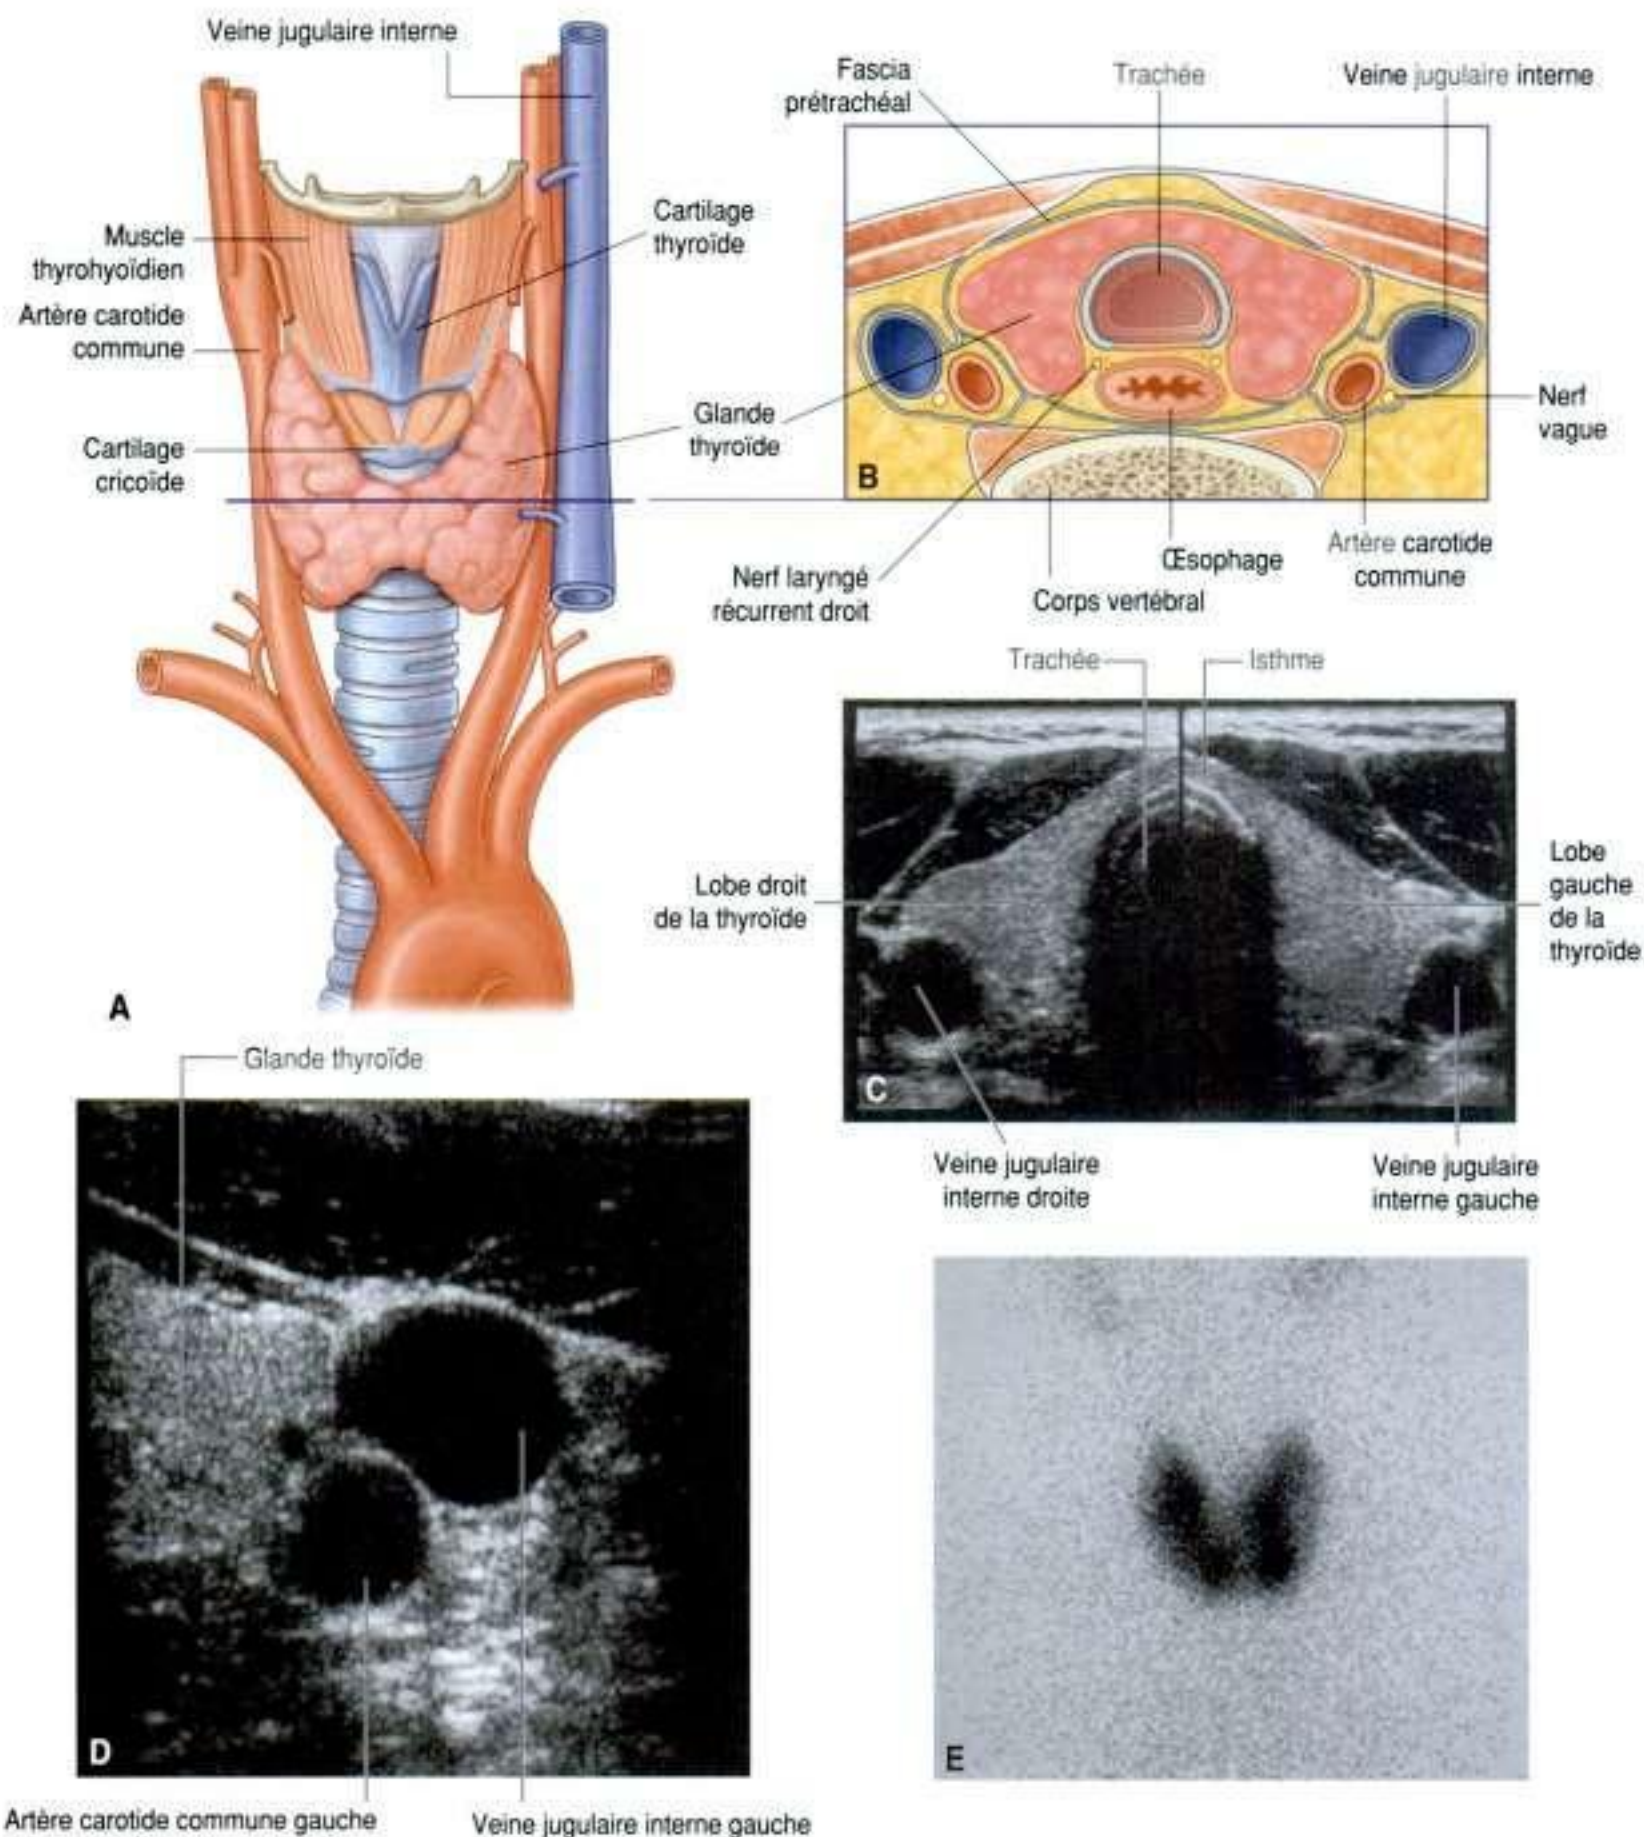 Veine jugulaire interne
Muscle
thyrohyoïdien
Artère carotide
commune
Cartilage
cricoïde
Cartilage
thyroïde
Glande
thyroïde
A
Fascia
prétrachéal
Trachée
Veine jugulaire interne
Nerf
vague
B
Nerf laryngé
récurrent droit
Corps vertébral
Œsophage
Artère carotide
commune
Trachée
Isthme
Lobe droit
de la thyroïde
Lobe
gauche
de la
thyroïde
C
Veine jugulaire
interne droite
Veine jugulaire
interne gauche
Glande thyroïde
D
Artère carotide commune gauche
Veine jugulaire interne gauche
E